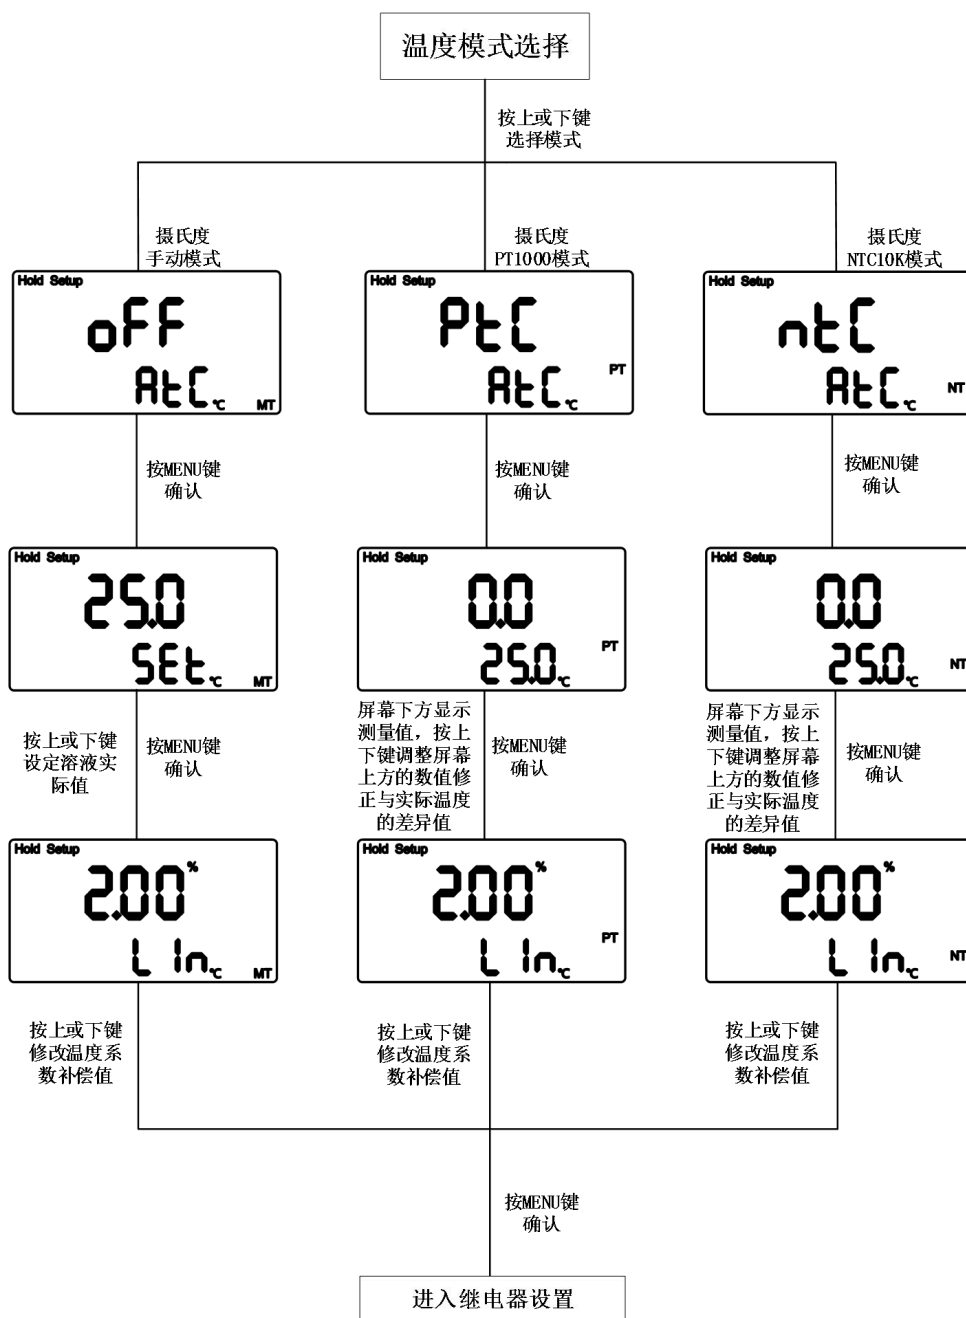 温度模式选择
按上或下键
选择模式
摄氏度
手动模式
摄氏度
PT1000模式
摄氏度
NTC10K模式
Hold Setup
oFF
AtC℃ MT
Hold Setup
PtC
AtC℃ PT
Hold Setup
ntC
AtC℃ NT
按MENU键
确认
按MENU键
确认
按MENU键
确认
Hold Setup
25.0
SEt℃ MT
Hold Setup
0.0
25.0℃ PT
Hold Setup
0.0
25.0℃ NT
按上或下键
设定溶液实
际值
按MENU键
确认
屏幕下方显示
测量值，按上
下键调整屏幕
上方的数值修
正与实际温度
的差异值
按MENU键
确认
屏幕下方显示
测量值，按上
下键调整屏幕
上方的数值修
正与实际温度
的差异值
按MENU键
确认
Hold Setup
2.00%
LIn℃ MT
Hold Setup
2.00%
LIn℃ PT
Hold Setup
2.00%
LIn℃ NT
按上或下键
修改温度系
数补偿值
按上或下键
修改温度系
数补偿值
按上或下键
修改温度系
数补偿值
按MENU键
确认
进入继电器设置